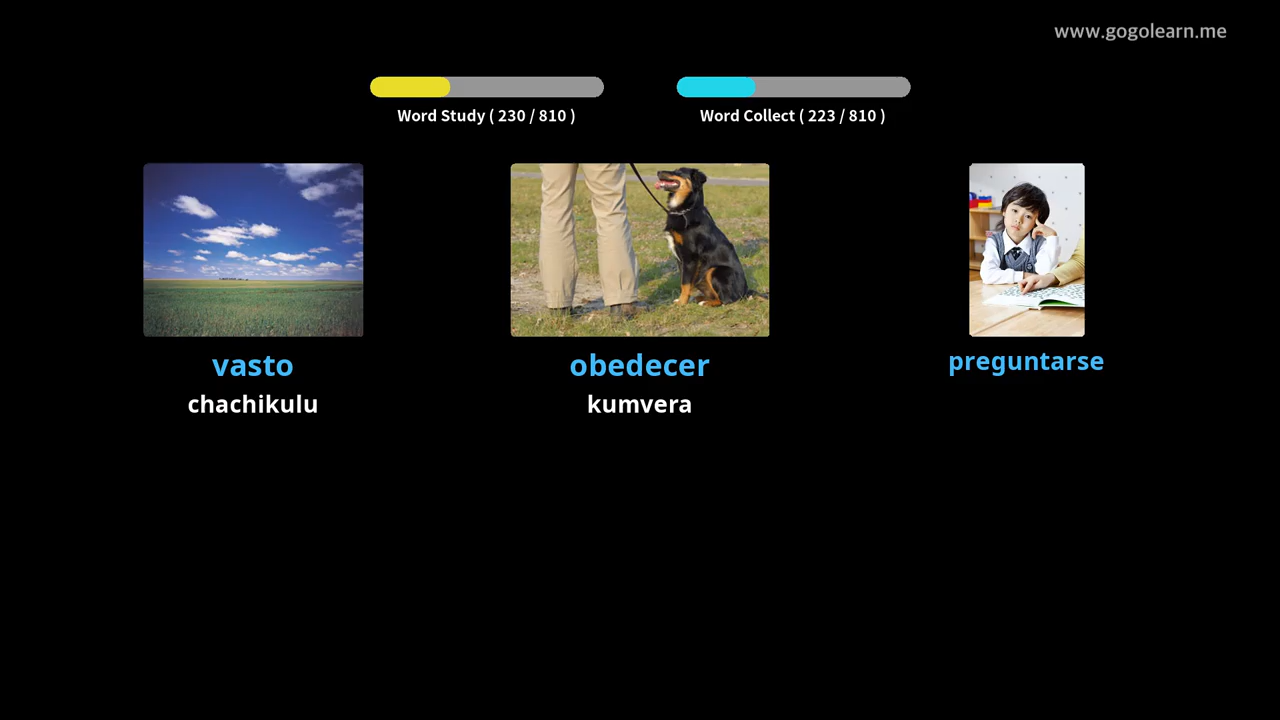 www.gogolearn.me
Word Study ( 230 / 810 )
Word Collect ( 223 / 810 )
vasto
obedecer
preguntarse
chachikulu
kumvera